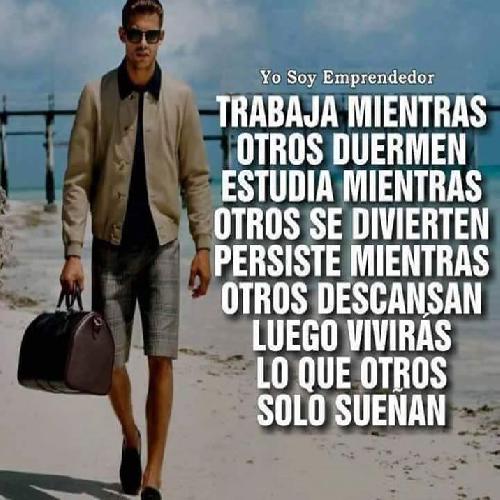 Yo Soy Emprendedor
TRABAJA MIENTRAS
OTROS DUERMEN
ESTUDIA MIENTRAS
OTROS SE DIVIERTEN
PERSISTE MIENTRAS
OTROS DESCANSAN
LUEGO VIVIRÁS
LO QUE OTROS
SOLO SUEÑAN